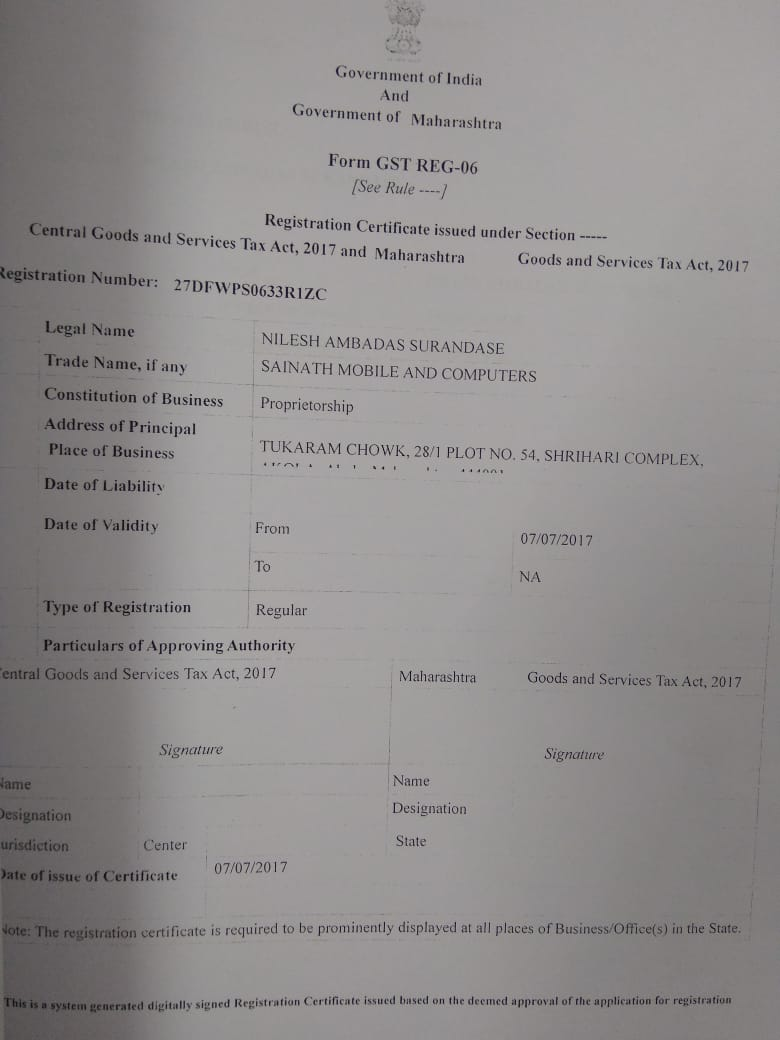 Government of India
And
Government of Maharashtra
Form GST REG-06
[See Rule ----]
Registration Certificate issued under Section -----
Central Goods and Services Tax Act, 2017 and Maharashtra Goods and Services Tax Act, 2017
Registration Number: 27DFWPS0633R1ZC
Legal Name NILESH AMBADAS SURANDASE
Trade Name, if any SAINATH MOBILE AND COMPUTERS
Constitution of Business Proprietorship
Address of Principal
Place of Business TUKARAM CHOWK, 28/1 PLOT NO. 54, SHRIHARI COMPLEX,
Date of Liability
Date of Validity From 07/07/2017
To NA
Type of Registration Regular
Particulars of Approving Authority
entral Goods and Services Tax Act, 2017 Maharashtra Goods and Services Tax Act, 2017
Signature Signature
Name Name
Designation Designation
urisdiction Center State
Date of issue of Certificate 07/07/2017
Note: The registration certificate is required to be prominently displayed at all places of Business/Office(s) in the State.
This is a system generated digitally signed Registration Certificate issued based on the deemed approval of the application for registration